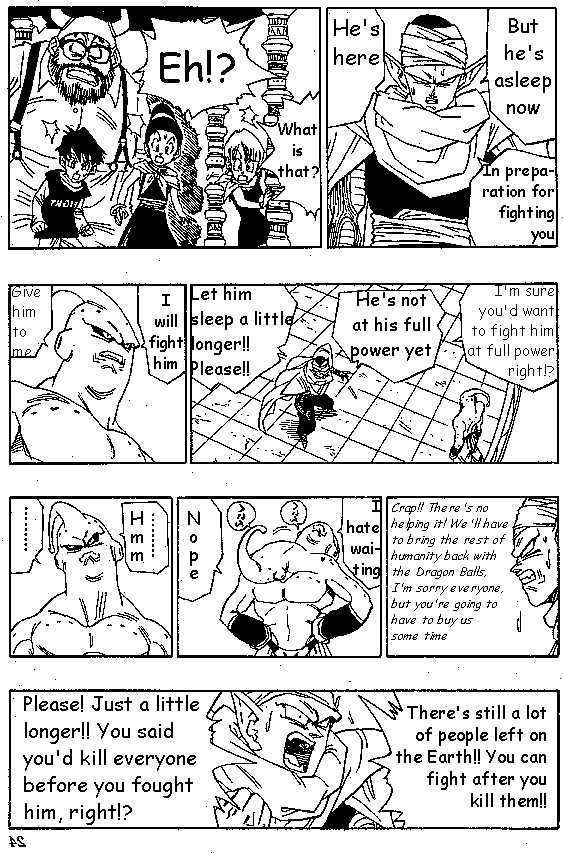 But
he's
asleep
now
He's
here
In prepa-
ration for
fighting
you
Eh!?
What
is
that?
I'm sure
you'd want
to fight him
at full power
right!?
He's not
at his full
power yet
Let him
sleep a little
longer!!
Please!!
I
will
fight
him
Give
him
to
me
Crap!! There's no
helping it! We'll have
to bring the rest of
humanity back with
the Dragon Balls,
I'm sorry everyone,
but you're going to
have to buy us
some time
I
hate
wai-
ting
Nope
Hmm
........
There's still a lot
of people left on
the Earth!! You can
fight after you
kill them!!
Please! Just a little
longer!! You said
you'd kill everyone
before you fought
him, right!?
24